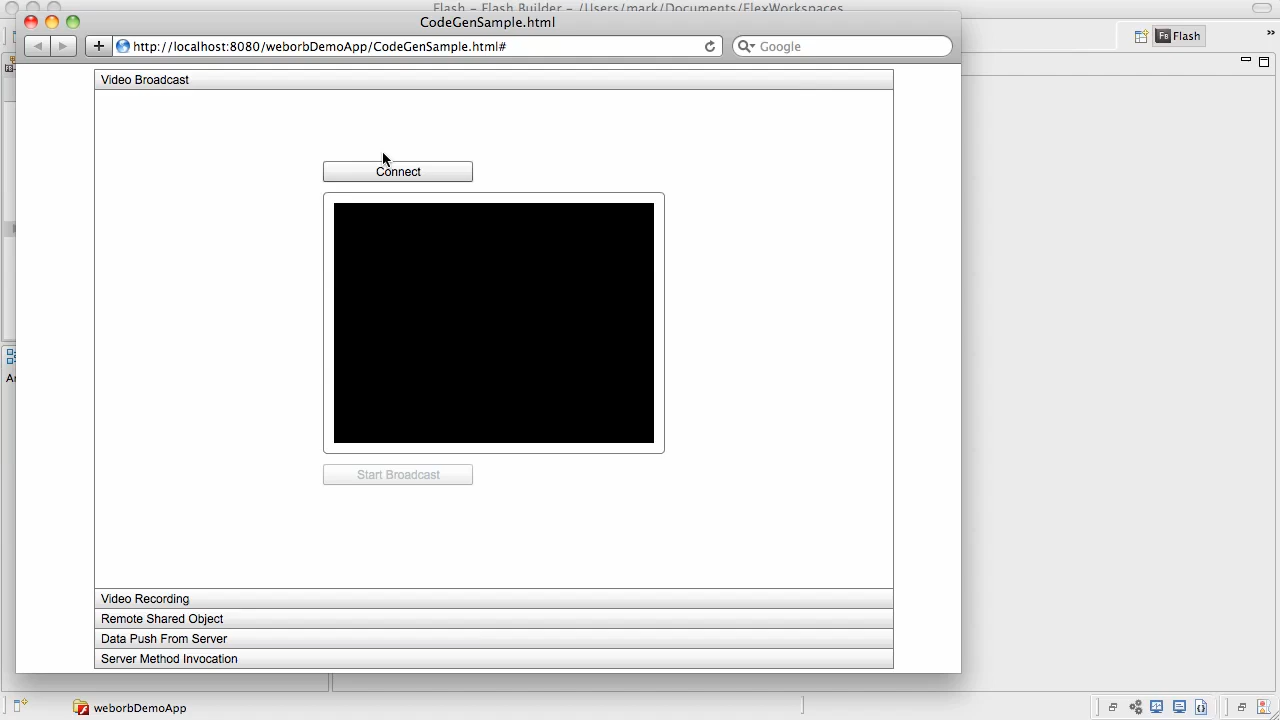 Flash - Flash Builder - /Users/mark/Documents/FlexWorkspaces
CodeGenSample.html
http://localhost:8080/weborbDemoApp/CodeGenSample.html#
Google
Flash
Video Broadcast
Connect
Start Broadcast
Video Recording
Remote Shared Object
Data Push From Server
Server Method Invocation
weborbDemoApp